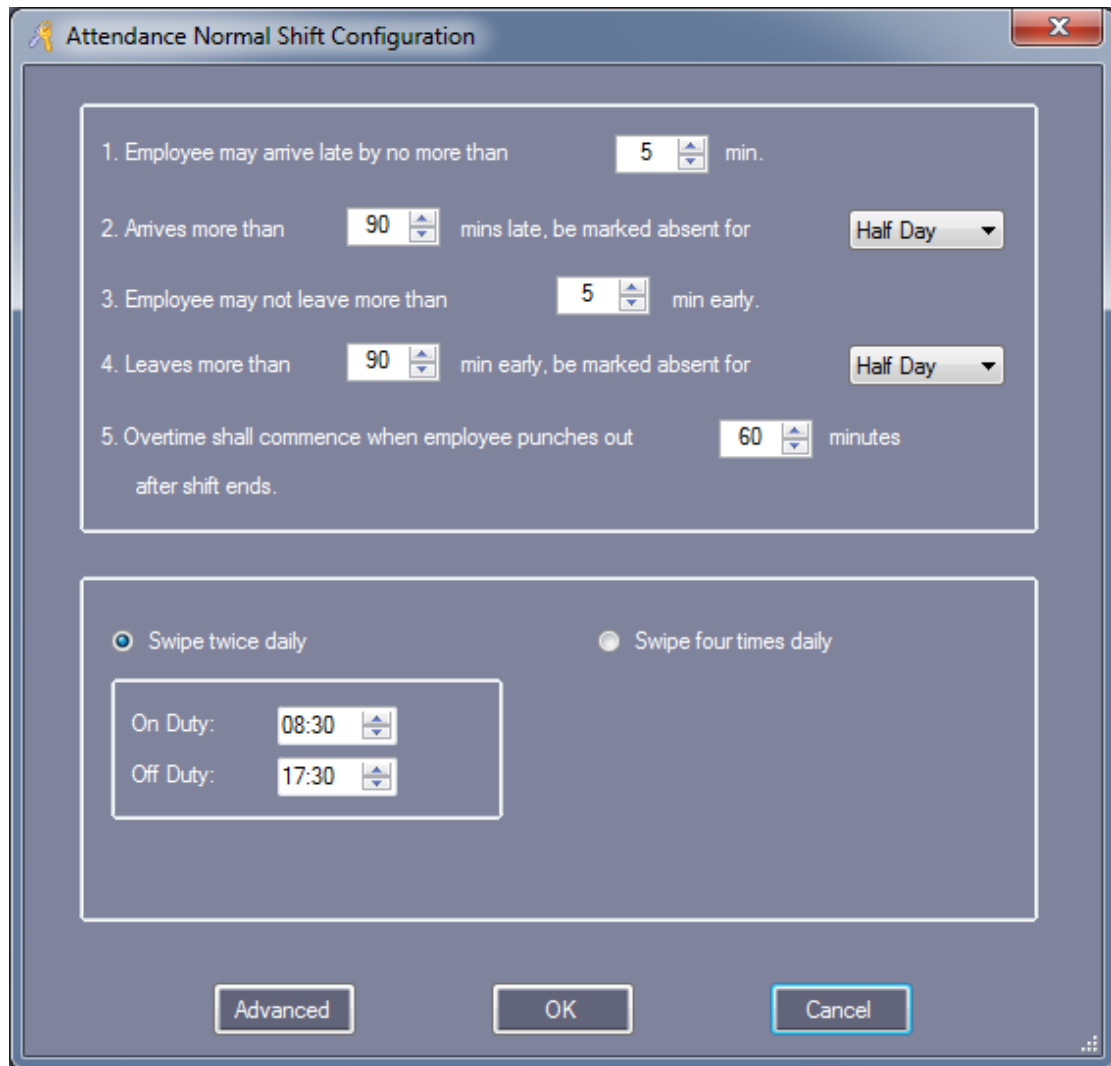 Attendance Normal Shift Configuration
1. Employee may arrive late by no more than 5 min.
2. Arrives more than 90 mins late, be marked absent for Half Day
3. Employee may not leave more than 5 min early.
4. Leaves more than 90 min early, be marked absent for Half Day
5. Overtime shall commence when employee punches out 60 minutes
after shift ends.
Swipe twice daily Swipe four times daily
On Duty: 08:30
Off Duty: 17:30
Advanced OK Cancel